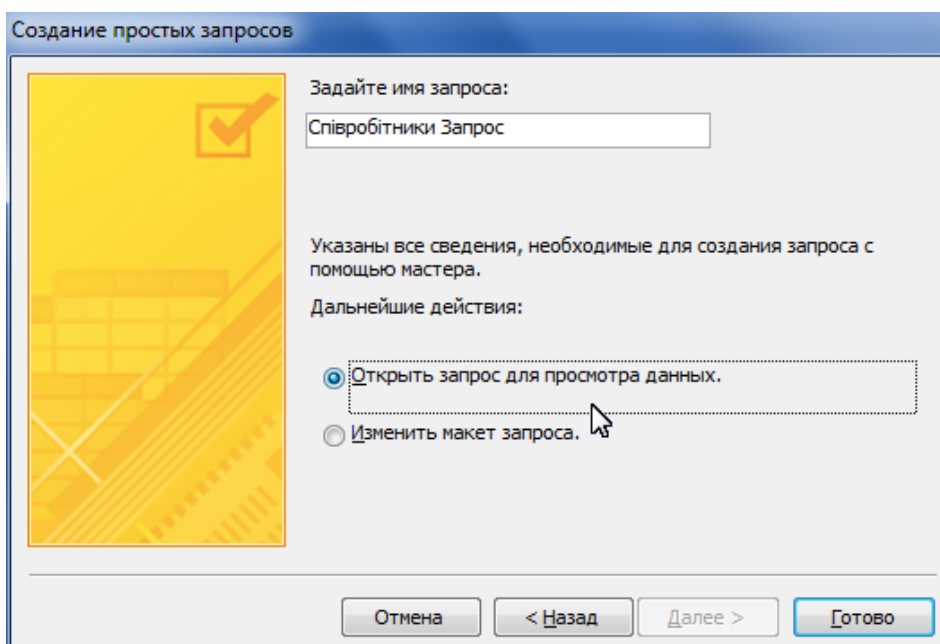 Создание простых запросов
Задайте имя запроса:
Співробітники Запрос
Указаны все сведения, необходимые для создания запроса с
помощью мастера.
Дальнейшие действия:
Открыть запрос для просмотра данных.
Изменить макет запроса.
Отмена < Назад Далее > Готово